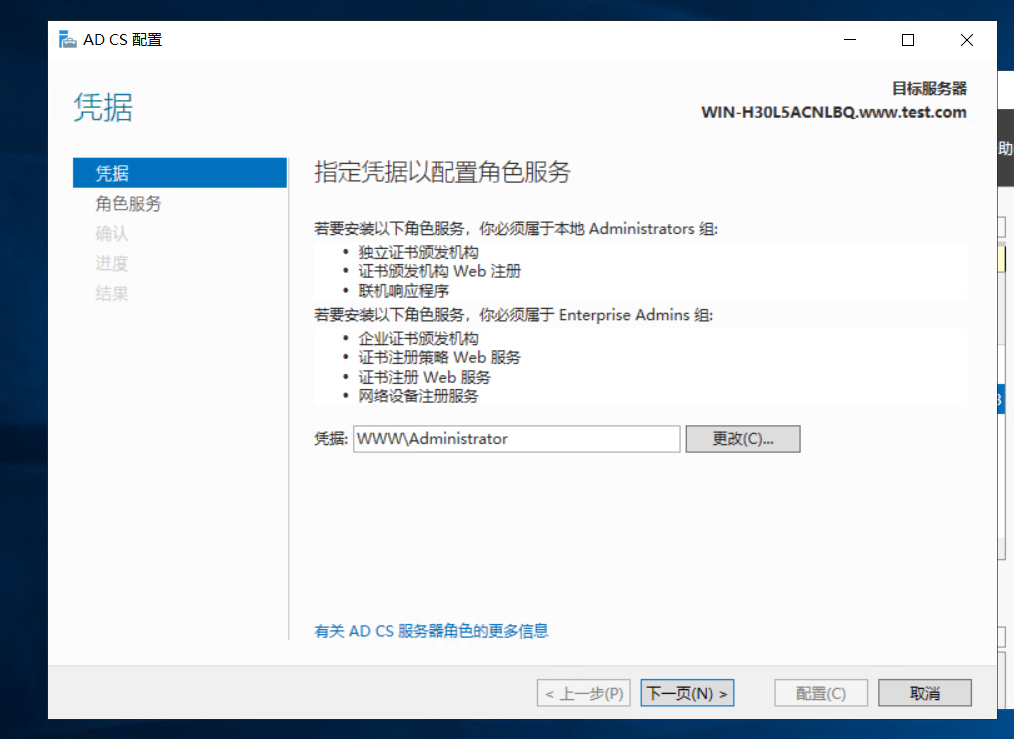 AD CS 配置
凭据
目标服务器
WIN-H30L5ACNLBQ.www.test.com
助
凭据
角色服务
确认
进度
结果
指定凭据以配置角色服务
若要安装以下角色服务，你必须属于本地 Administrators 组:
• 独立证书颁发机构
• 证书颁发机构 Web 注册
• 联机响应程序
若要安装以下角色服务，你必须属于 Enterprise Admins 组:
• 企业证书颁发机构
• 证书注册策略 Web 服务
• 证书注册 Web 服务
• 网络设备注册服务
凭据: WWW\Administrator 更改(C)...
有关 AD CS 服务器角色的更多信息
< 上一步(P) 下一页(N) > 配置(C) 取消